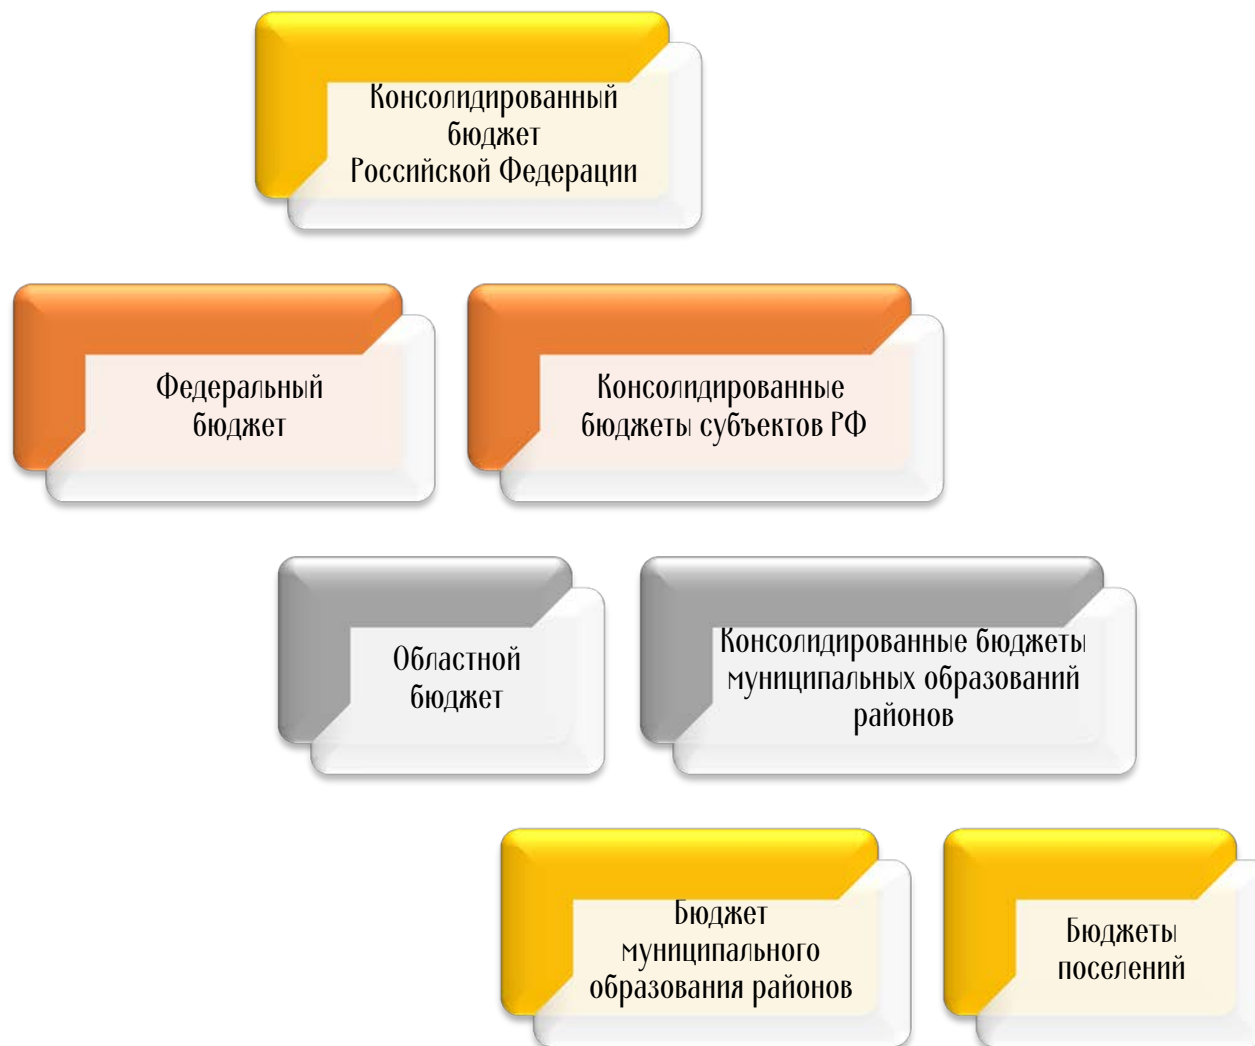 Консолидированный
бюджет
Российской Федерации
Федеральный
бюджет
Консолидированные
бюджеты субъектов РФ
Областной
бюджет
Консолидированные бюджеты
муниципальных образований
районов
Бюджет
муниципального
образования районов
Бюджеты
поселений